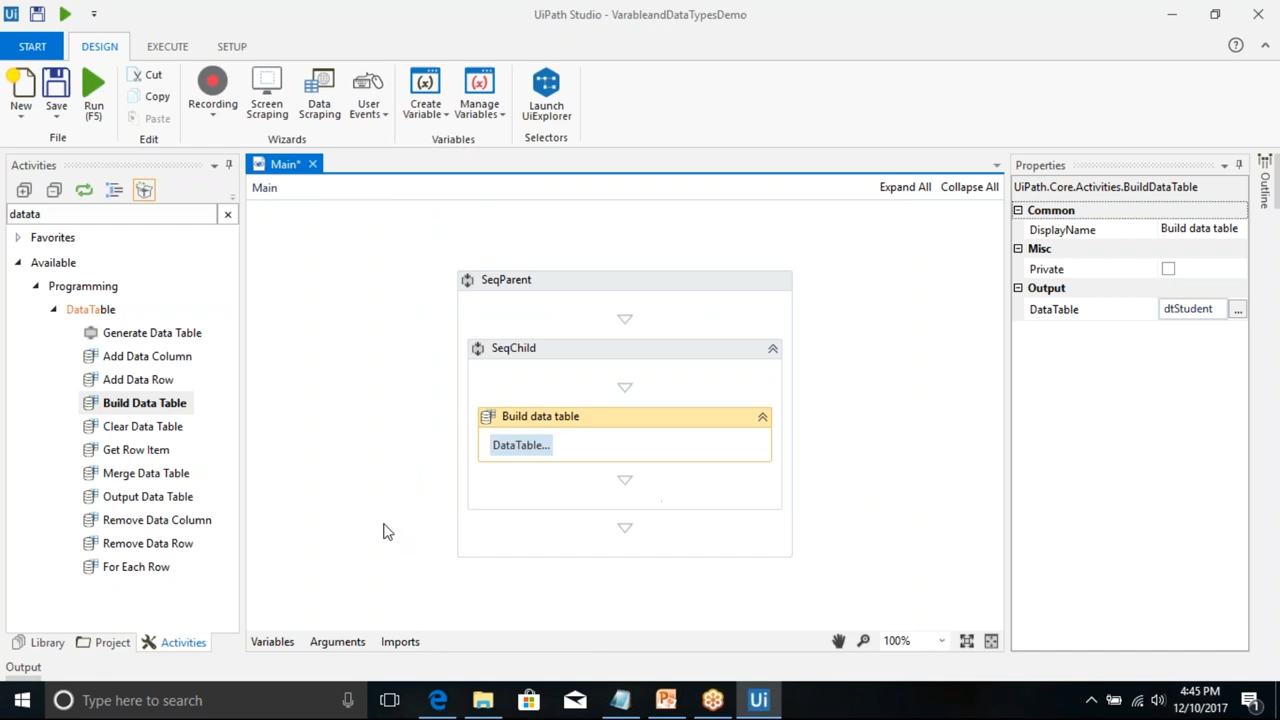 Ui
UiPath Studio - VarableandDataTypesDemo
START DESIGN EXECUTE SETUP
New
Save
Run
(F5)
File
Cut
Copy
Paste
Edit
Recording
Screen
Scraping
Data
Scraping
User
Events
Wizards
Create
Variable
Manage
Variables
Variables
Launch
UiExplorer
Selectors
Activities
datata
Favorites
Available
Programming
DataTable
Generate Data Table
Add Data Column
Add Data Row
Build Data Table
Clear Data Table
Get Row Item
Merge Data Table
Output Data Table
Remove Data Column
Remove Data Row
For Each Row
Library Project Activities
Output
Main*
Main
Expand All Collapse All
SeqParent
SeqChild
Build data table
DataTable...
Variables Arguments Imports
100%
Properties
UiPath.Core.Activities.BuildDataTable
Common
DisplayName Build data table
Misc
Private
Output
DataTable dtStudent ...
Outline
Type here to search
Ui
4:45 PM
12/10/2017
1